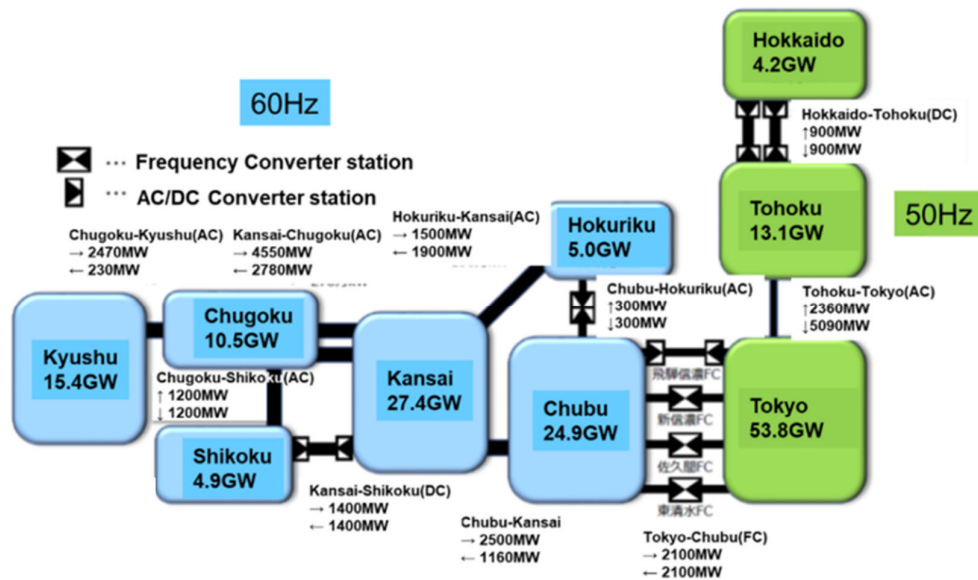 Hokkaido
4.2GW
60Hz
Hokkaido-Tohoku(DC)
↑900MW
↓900MW
... Frequency Converter station
... AC/DC Converter station
Tohoku
13.1GW
50Hz
Chugoku-Kyushu(AC)
→ 2470MW
← 230MW
Kansai-Chugoku(AC)
→ 4550MW
← 2780MW
Hokuriku-Kansai(AC)
→ 1500MW
← 1900MW
Hokuriku
5.0GW
Chubu-Hokuriku(AC)
↑300MW
↓300MW
Tohoku-Tokyo(AC)
↑2360MW
↓5090MW
Kyushu
15.4GW
Chugoku
10.5GW
Chugoku-Shikoku(AC)
↑ 1200MW
↓ 1200MW
Kansai
27.4GW
Chubu
24.9GW
飛騨信濃FC
新信濃FC
佐久間FC
東清水FC
Tokyo
53.8GW
Shikoku
4.9GW
Kansai-Shikoku(DC)
→ 1400MW
← 1400MW
Chubu-Kansai
→ 2500MW
← 1160MW
Tokyo-Chubu(FC)
→ 2100MW
← 2100MW